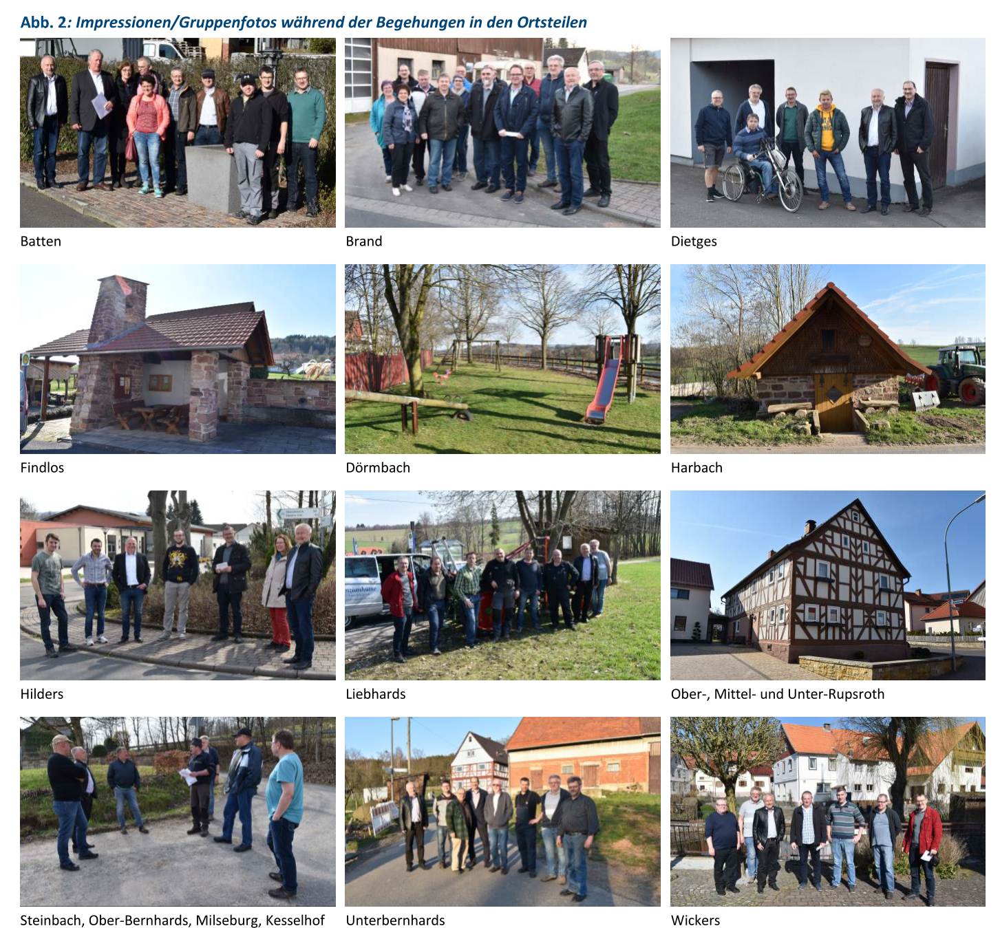 Abb. 2: Impressionen/Gruppenfotos während der Begehungen in den Ortsteilen
Batten
Brand
Dietges
Findlos
Dörmbach
Harbach
Hilders
Liebhards
Ober-, Mittel- und Unter-Rupsroth
Steinbach, Ober-Bernhards, Milseburg, Kesselhof
Unterbernhards
Wickers